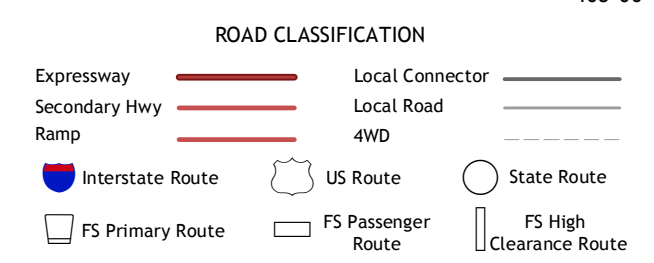 ROAD CLASSIFICATION
Expressway
Local Connector
Secondary Hwy
Local Road
Ramp
4WD
Interstate Route
US Route
State Route
FS Primary Route
FS Passenger
Route
FS High
Clearance Route